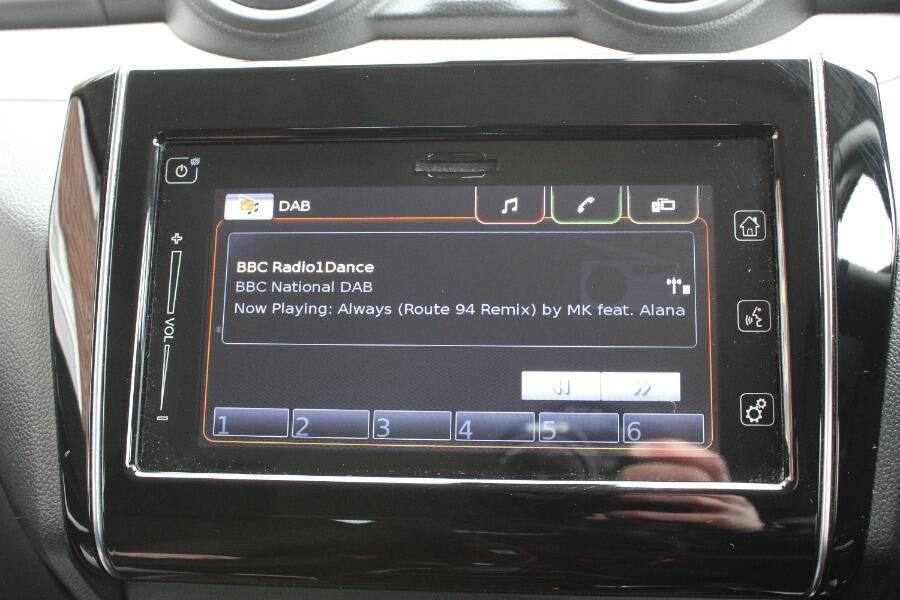 DAB
BBC Radio1Dance
BBC National DAB
Now Playing: Always (Route 94 Remix) by MK feat. Alana
+
VOL
−
1 2 3 4 5 6